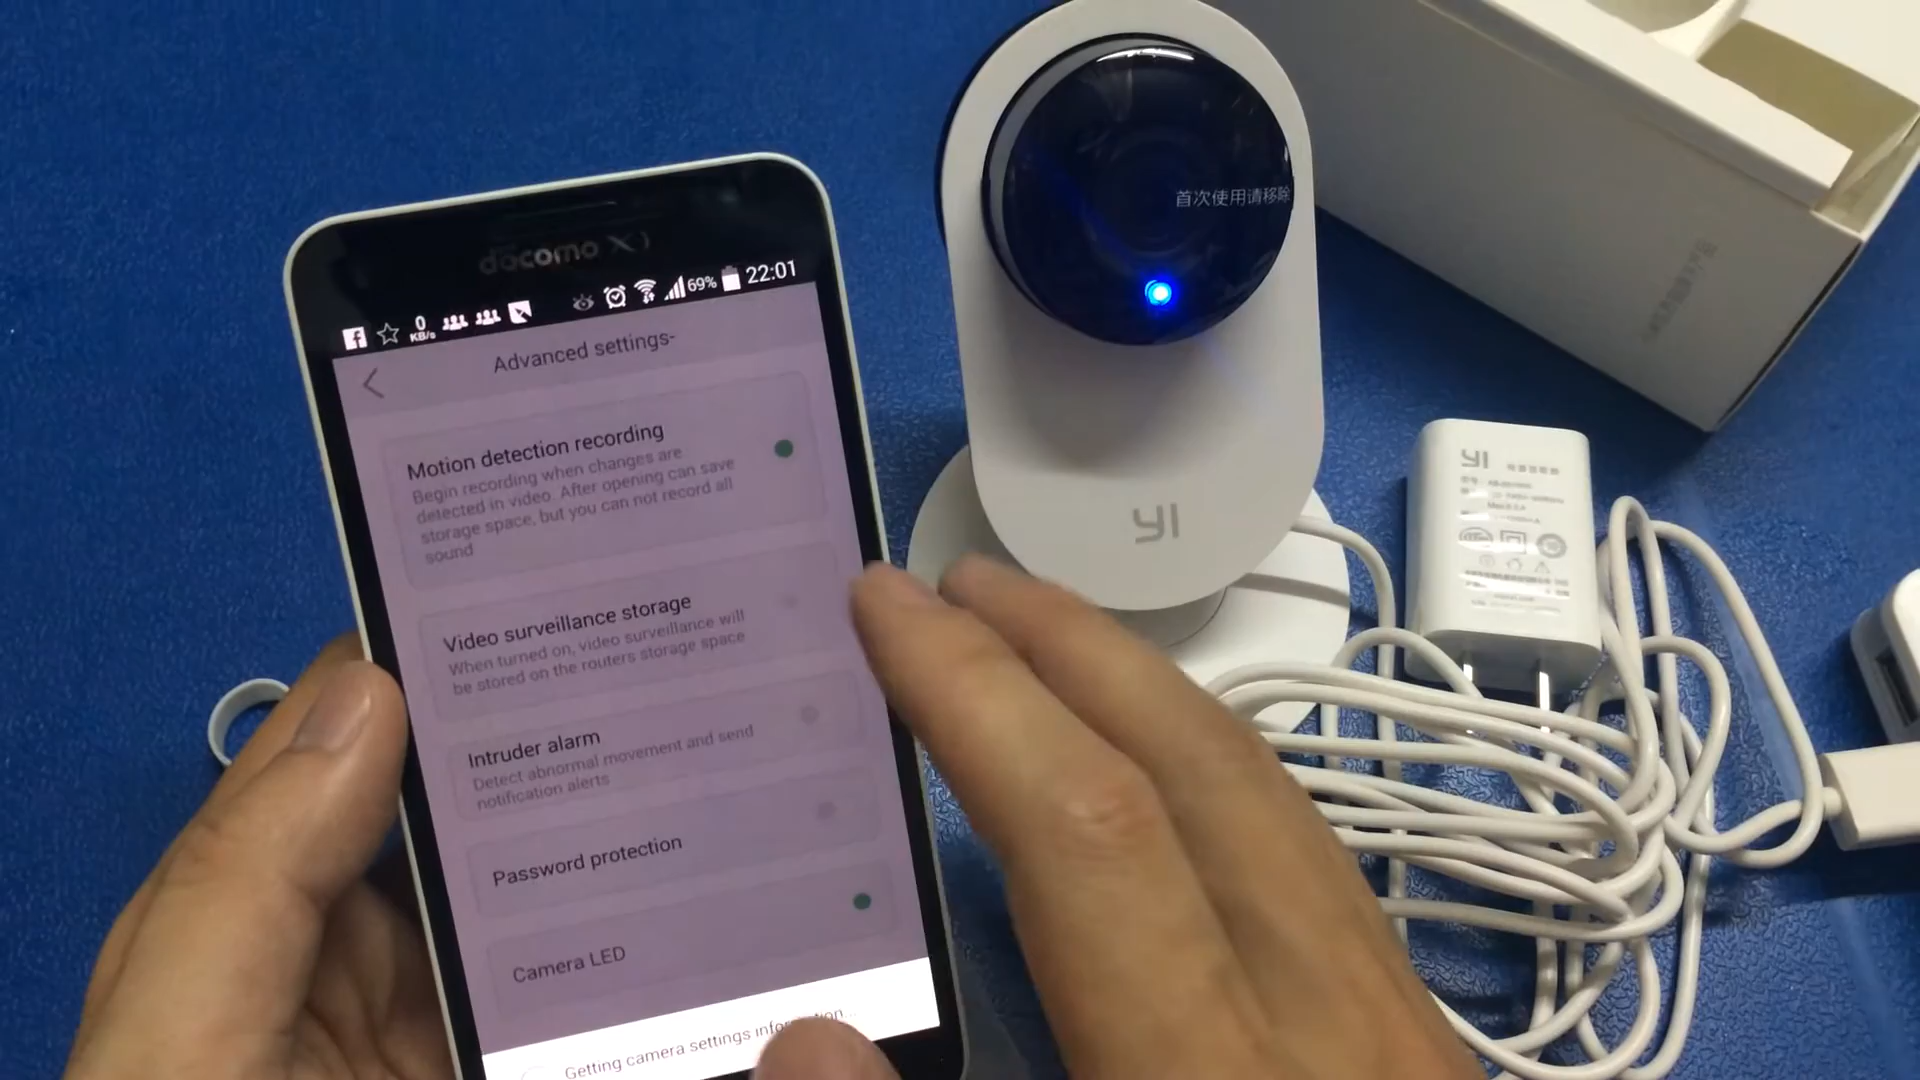 döcomo
0
KB/s
69%
22:01
Advanced settings-
Motion detection recording
Begin recording when changes are
detected in video. After opening can save
storage space, but you can not record all
sound
Video surveillance storage
When turned on, video surveillance will
be stored on the routers storage space
Intruder alarm
Detect abnormal movement and send
notification alerts
Password protection
Camera LED
Getting camera settings
首次使用请移除
YI
YI